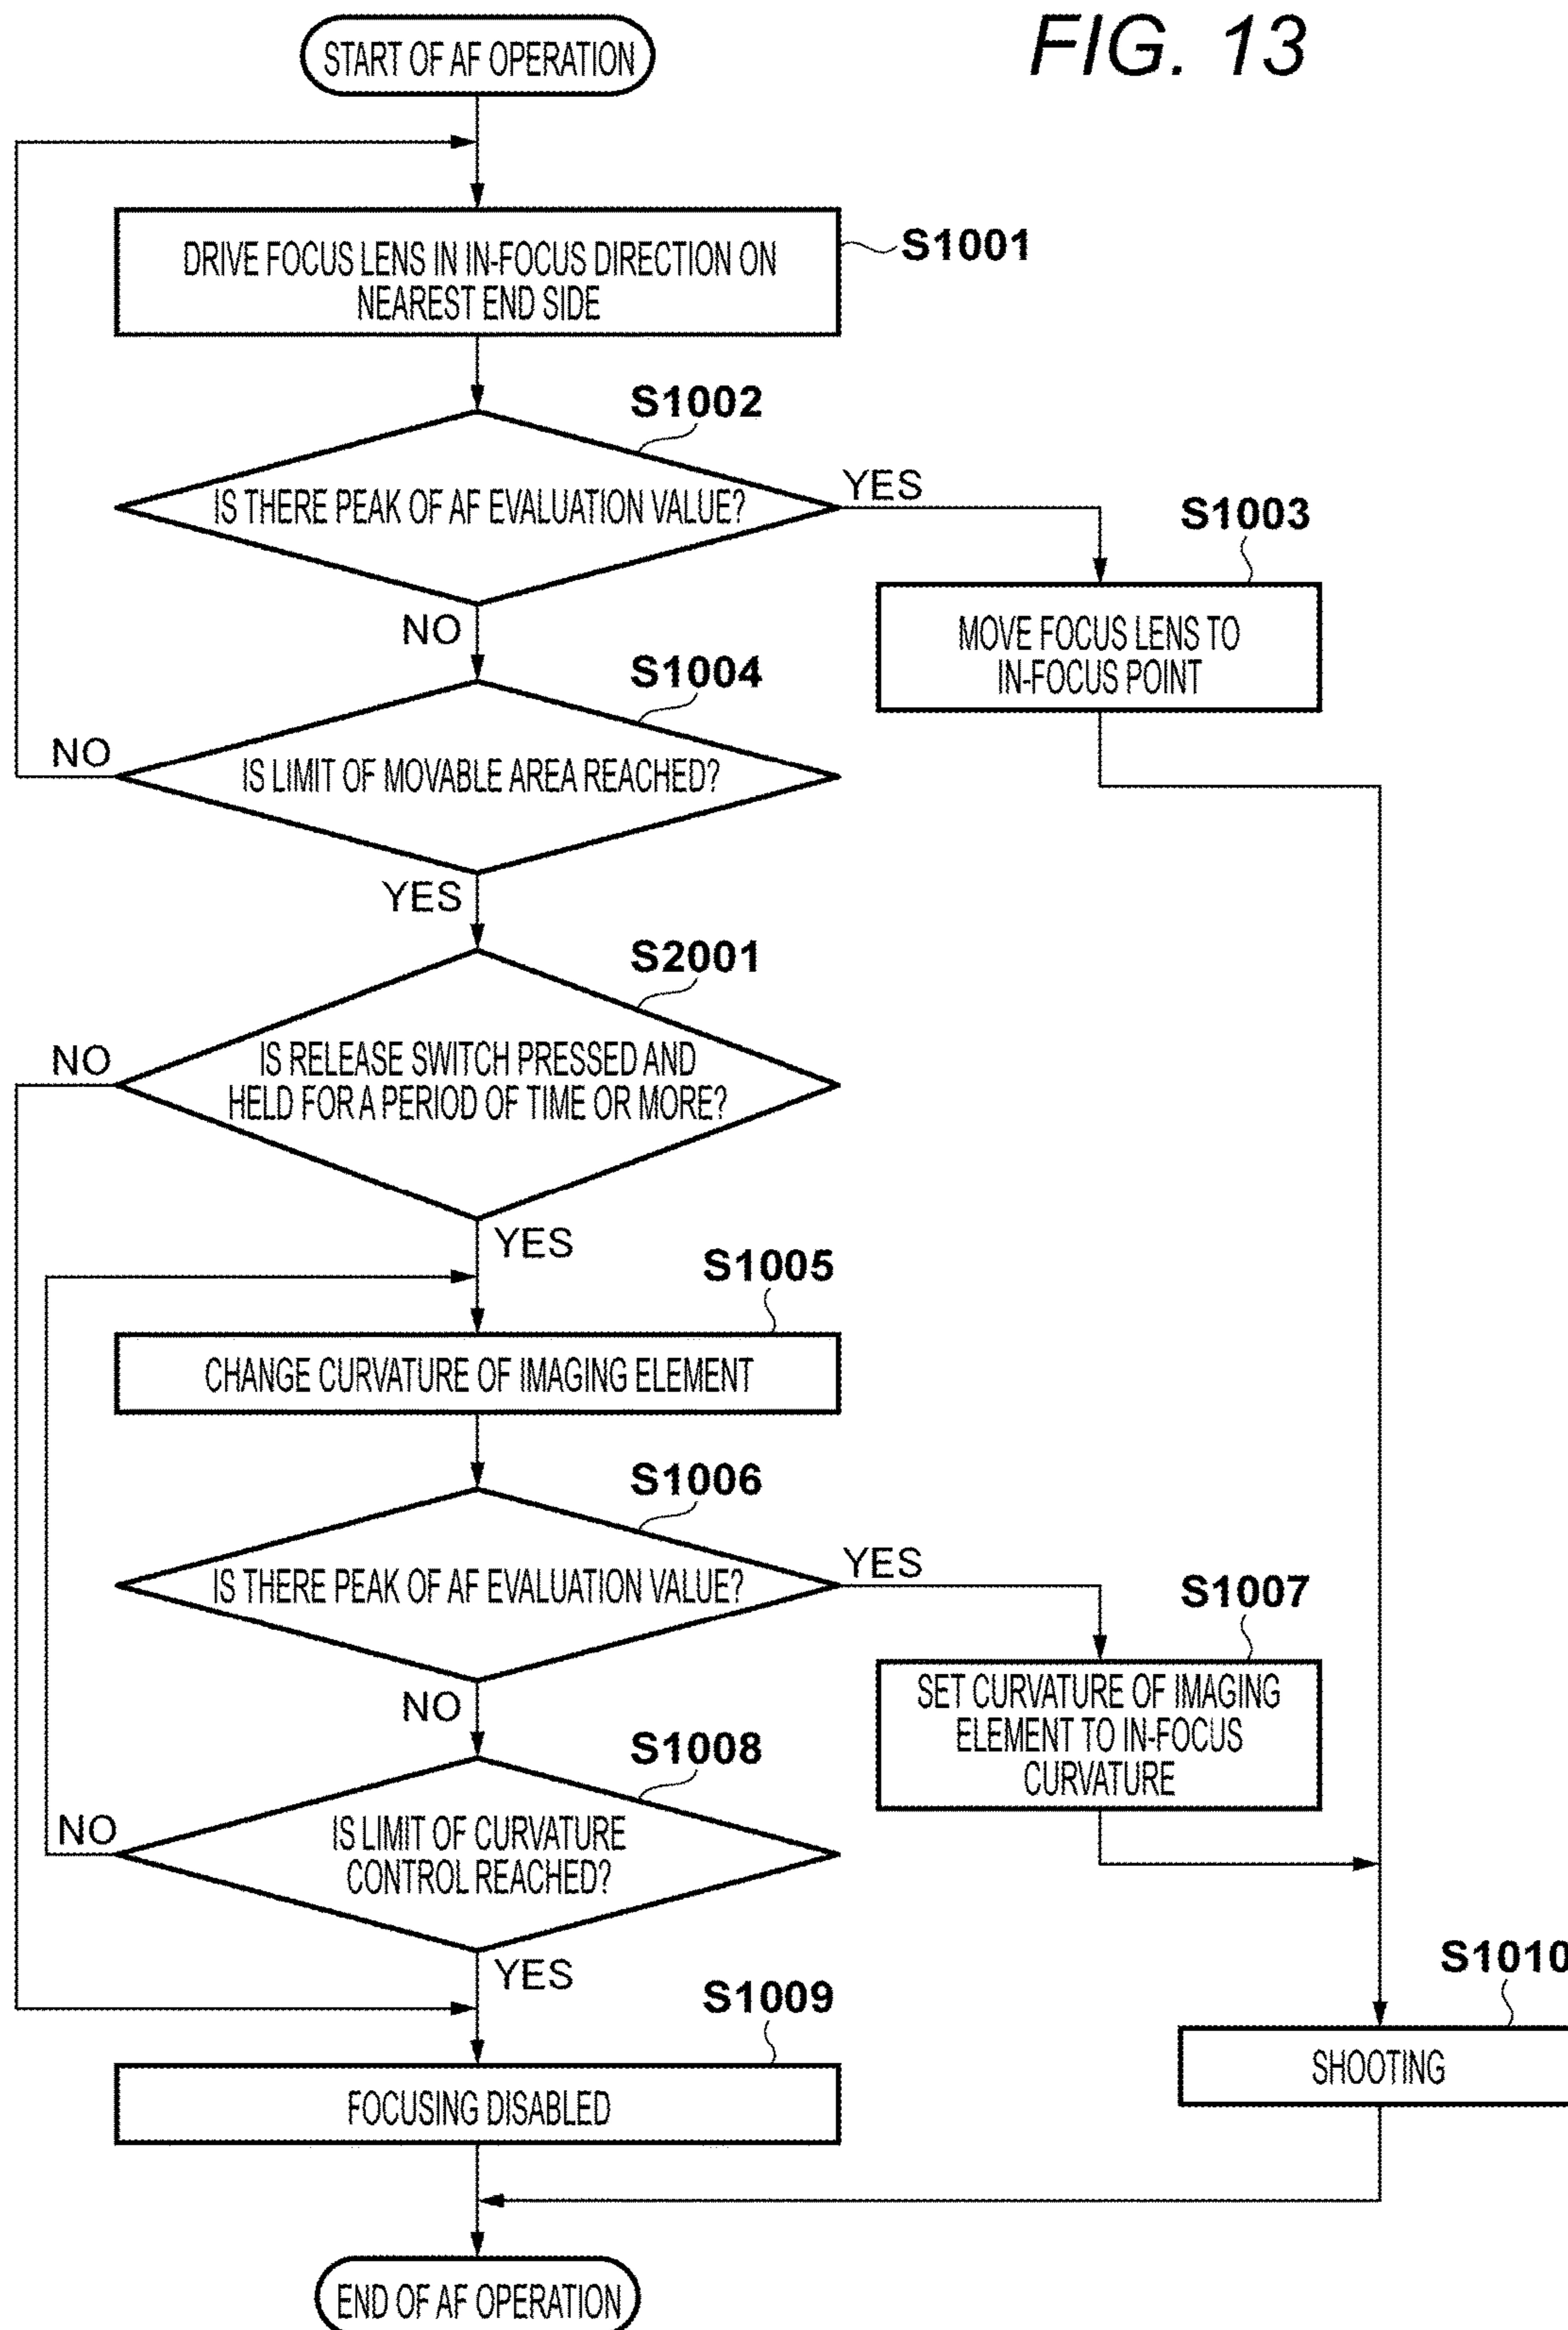 FIG. 13
START OF AF OPERATION
DRIVE FOCUS LENS IN IN-FOCUS DIRECTION ON
NEAREST END SIDE
S1001
S1002
IS THERE PEAK OF AF EVALUATION VALUE?
YES
NO
S1003
MOVE FOCUS LENS TO
IN-FOCUS POINT
S1004
IS LIMIT OF MOVABLE AREA REACHED?
NO
YES
S2001
IS RELEASE SWITCH PRESSED AND
HELD FOR A PERIOD OF TIME OR MORE?
NO
YES
S1005
CHANGE CURVATURE OF IMAGING ELEMENT
S1006
IS THERE PEAK OF AF EVALUATION VALUE?
YES
NO
S1007
SET CURVATURE OF IMAGING
ELEMENT TO IN-FOCUS
CURVATURE
S1008
IS LIMIT OF CURVATURE
CONTROL REACHED?
NO
YES
S1009
FOCUSING DISABLED
S1010
SHOOTING
END OF AF OPERATION